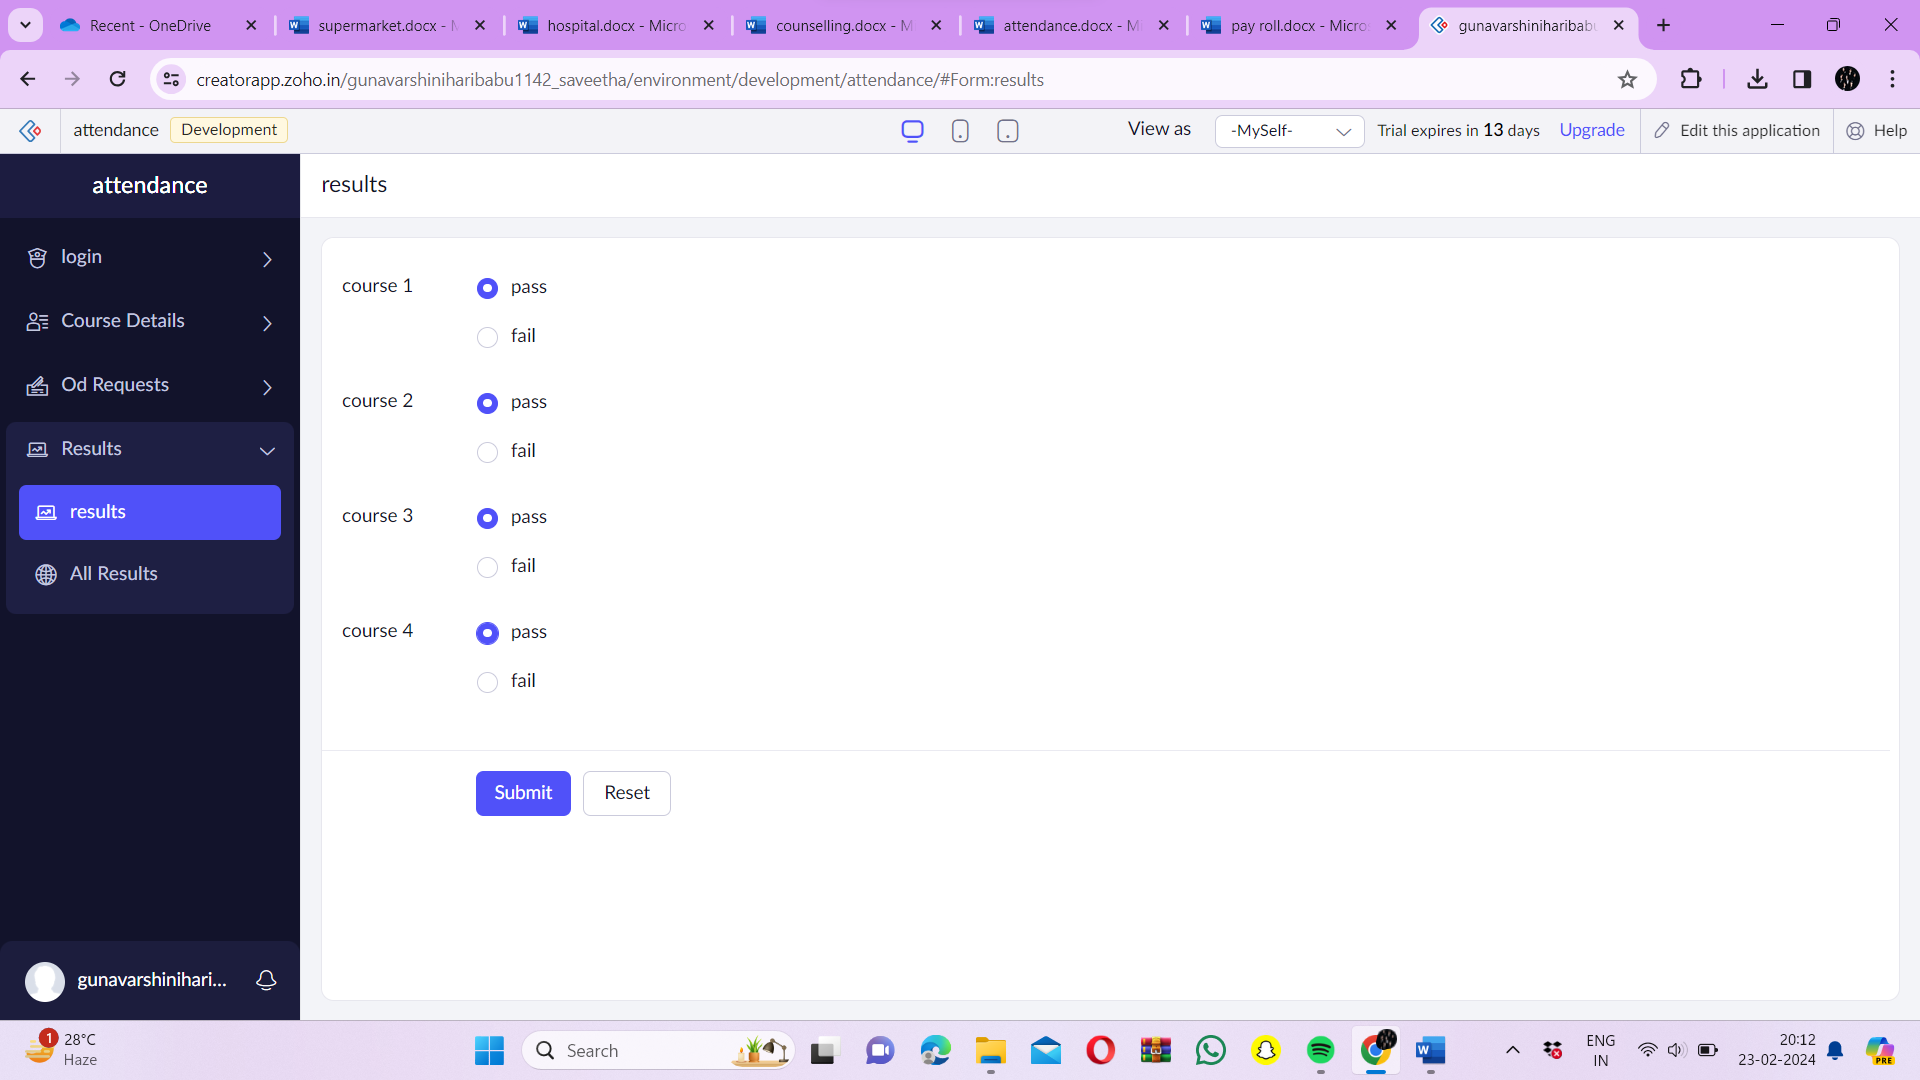 Recent - OneDrive
supermarket.docx - M
hospital.docx - Micro
counselling.docx - M
attendance.docx - Mi
pay roll.docx - Micro
gunavarshiniharibab
creatorapp.zoho.in/gunavarshiniharibabu1142_saveetha/environment/development/attendance/#Form:results
attendance Development View as -MySelf- Trial expires in 13 days Upgrade Edit this application Help
attendance
results
login
Course Details
Od Requests
Results
results
All Results
course 1 pass
fail
course 2 pass
fail
course 3 pass
fail
course 4 pass
fail
Submit Reset
gunavarshinihari...
1 28°C
Haze
Search
ENG
IN
20:12
23-02-2024
PRE